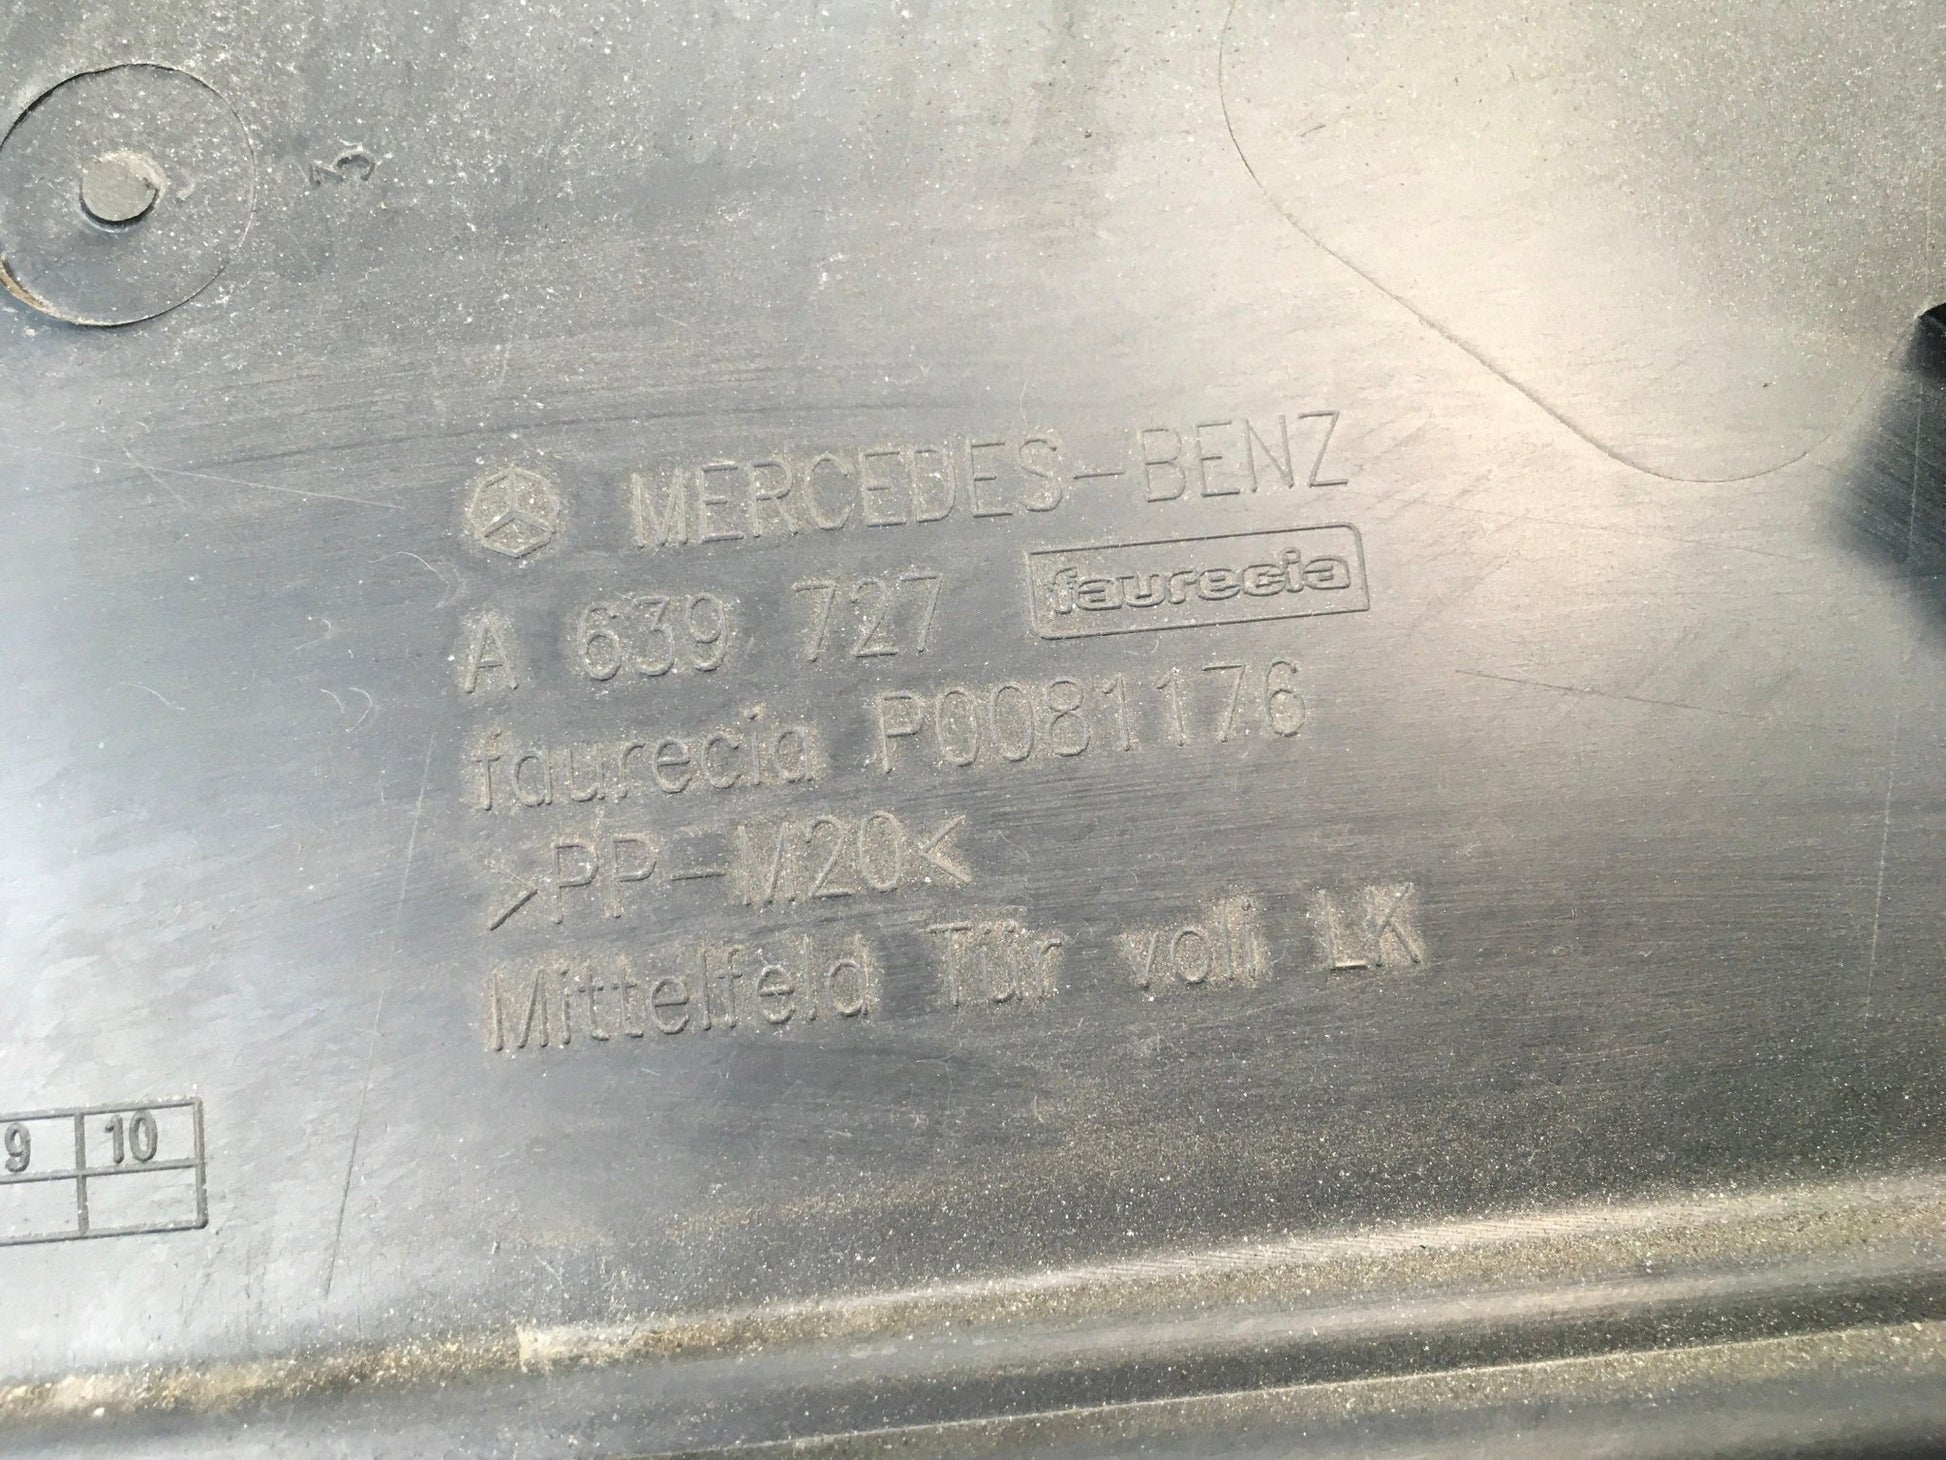 MERCEDES-BENZ
A 639 727 faurecia
faurecia P0081176
>PP-M20<
Mittelfeld Tür voll LK
9 10